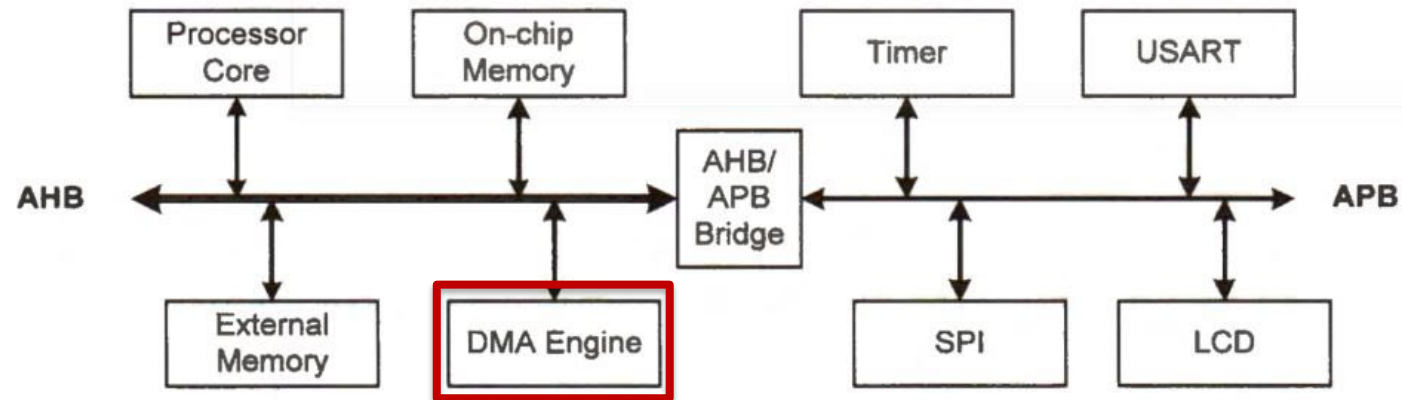 Processor
Core
On-chip
Memory
Timer
USART
AHB
AHB/
APB
Bridge
APB
External
Memory
DMA Engine
SPI
LCD